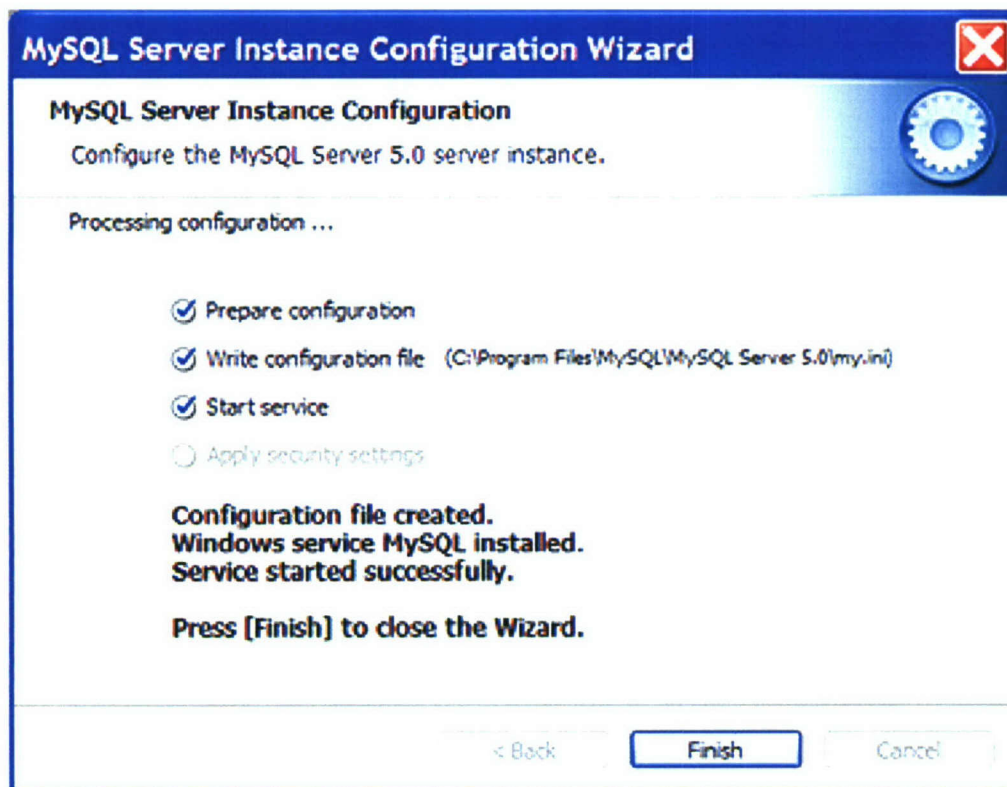 MySQL Server Instance Configuration Wizard
MySQL Server Instance Configuration
Configure the MySQL Server 5.0 server instance.
Processing configuration ...
Prepare configuration
Write configuration file (C:\Program Files\MySQL\MySQL Server 5.0\my.ini)
Start service
Apply security settings
Configuration file created.
Windows service MySQL installed.
Service started successfully.
Press [Finish] to close the Wizard.
< Back Finish Cancel